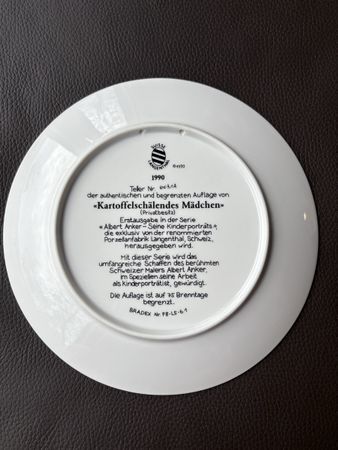 SUISSE
LANGENTHAL
1990
Teller Nr.
der authentischen und begrenzten Auflage von
«Kartoffelschälendes Mädchen»
(Privatbesitz)
Erstausgabe in der Serie
« Albert Anker – Seine Kinderporträts »,
die exklusiv von der renommierten
Porzellanfabrik Langenthal, Schweiz,
herausgegeben wird.
Mit dieser Serie wird das
umfangreiche Schaffen des berühmten
Schweizer Malers Albert Anker,
im Speziellen seine Arbeit
als Kinderporträtist, gewürdigt.
Die Auflage ist auf 75 Brenntage
begrenzt.
BRADEX Nr.